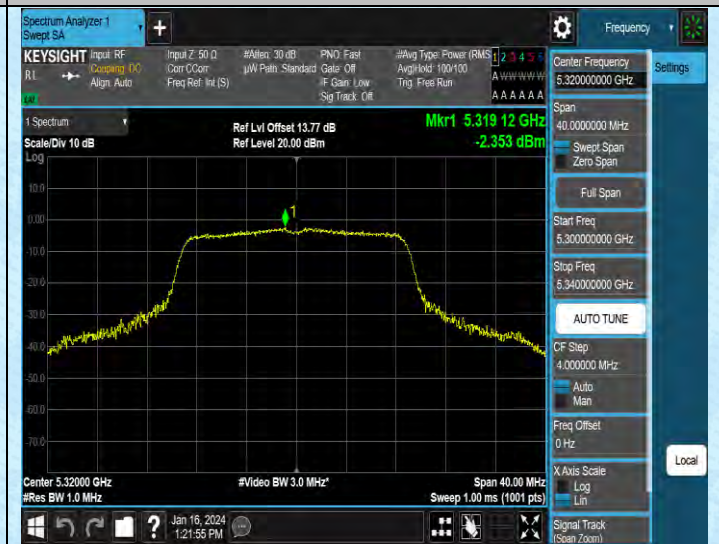 Spectrum Analyzer 1
Swept SA
Frequency
KEYSIGHT
RL
Input: RF
Coupling: DC
Align: Auto
Input Z: 50 Ω
Corr CCorr
Freq Ref: Int (S)
#Atten: 30 dB
µW Path: Standard
PNO: Fast
Gate: Off
IF Gain: Low
Sig Track: Off
#Avg Type: Power (RMS
Avg|Hold: 100/100
Trig: Free Run
1 2 3 4 5 6
A W W W W W
A A A A A A
1 Spectrum
Scale/Div 10 dB
Log
Ref Lvl Offset 13.77 dB
Ref Level 20.00 dBm
Mkr1 5.319 12 GHz
-2.353 dBm
10.0
0.00
-10.0
-20.0
-30.0
-40.0
-50.0
-60.0
-70.0
1
Center 5.32000 GHz
#Res BW 1.0 MHz
#Video BW 3.0 MHz*
Span 40.00 MHz
Sweep 1.00 ms (1001 pts)
Jan 16, 2024
1:21:55 PM
Center Frequency
5.320000000 GHz
Settings
Span
40.0000000 MHz
Swept Span
Zero Span
Full Span
Start Freq
5.300000000 GHz
Stop Freq
5.340000000 GHz
AUTO TUNE
CF Step
4.000000 MHz
Auto
Man
Freq Offset
0 Hz
X Axis Scale
Log
Lin
Local
Signal Track
(Span Zoom)